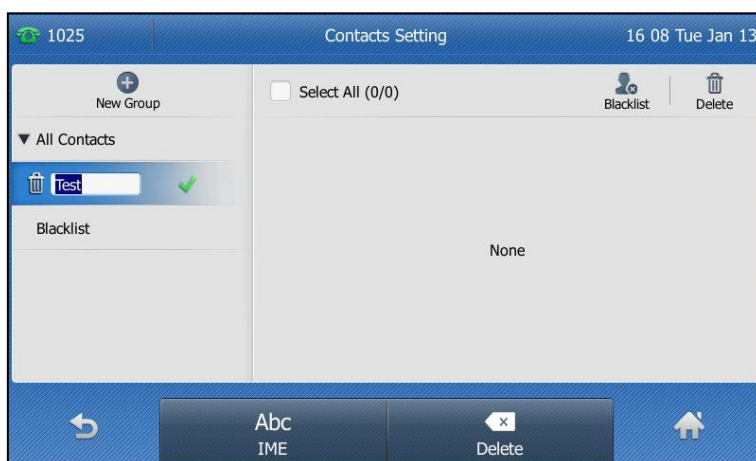 1025
Contacts Setting
16 08 Tue Jan 13
New Group
Select All (0/0)
Blacklist
Delete
All Contacts
Test
Blacklist
None
Abc
IME
Delete